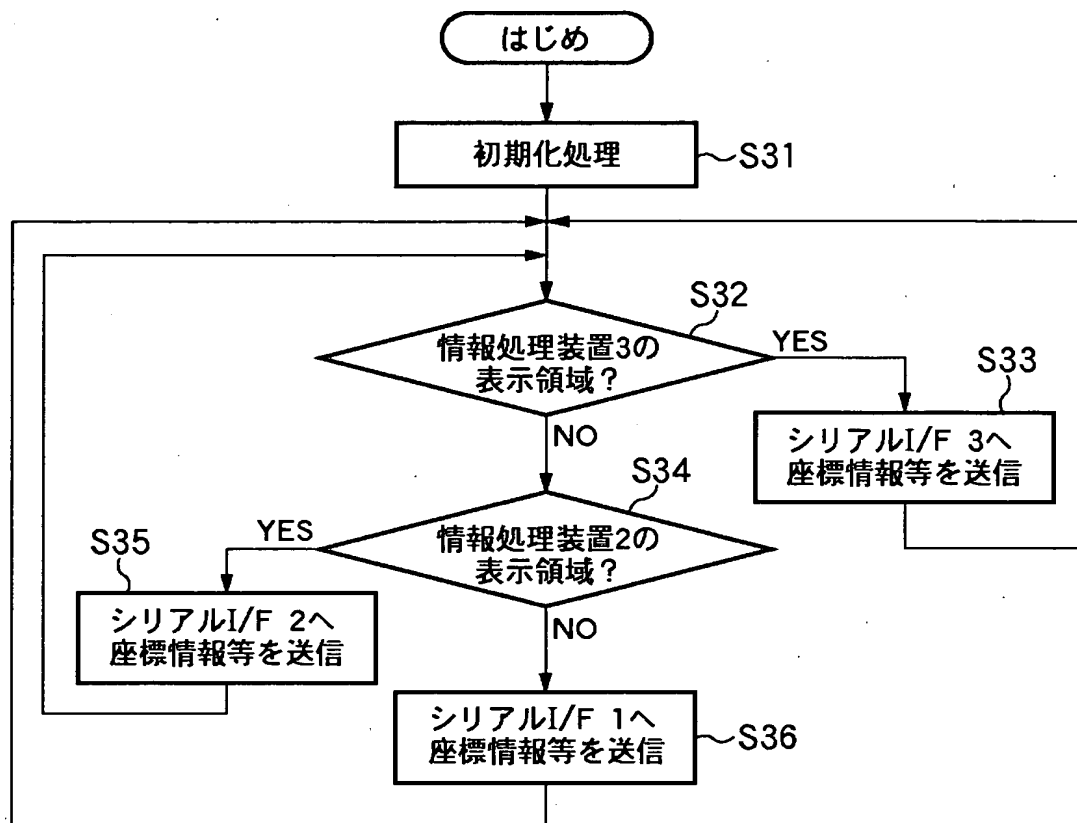 はじめ
初期化処理
S31
S32
情報処理装置3の
表示領域?
YES
S33
シリアルI/F 3へ
座標情報等を送信
NO
S34
情報処理装置2の
表示領域?
YES
S35
シリアルI/F 2へ
座標情報等を送信
NO
シリアルI/F 1へ
座標情報等を送信
S36